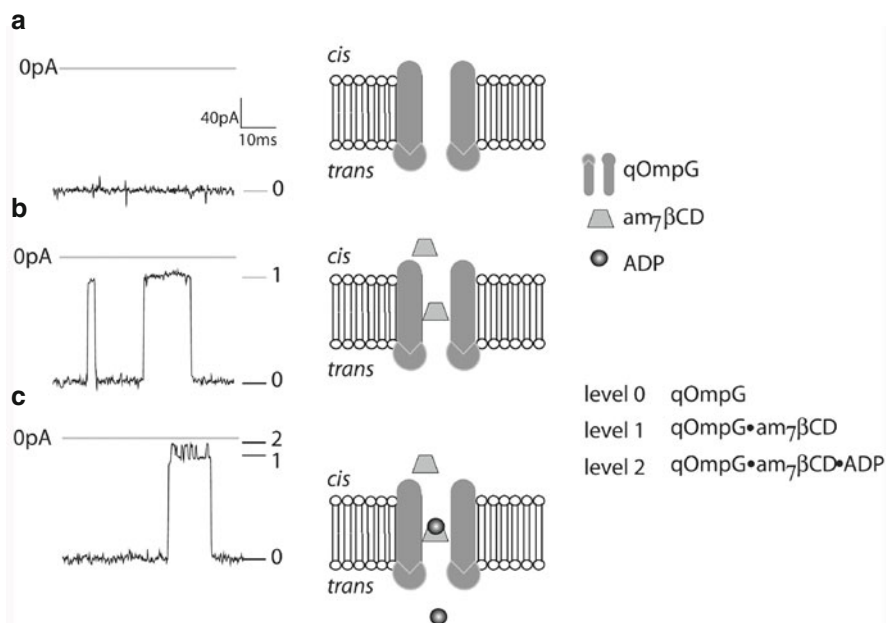 a
0pA
40pA
10ms
0
cis
trans
qOmpG
am₇βCD
ADP
b
0pA
1
0
cis
trans
c
0pA
2
1
0
cis
trans
level 0 qOmpG
level 1 qOmpG•am₇βCD
level 2 qOmpG•am₇βCD•ADP